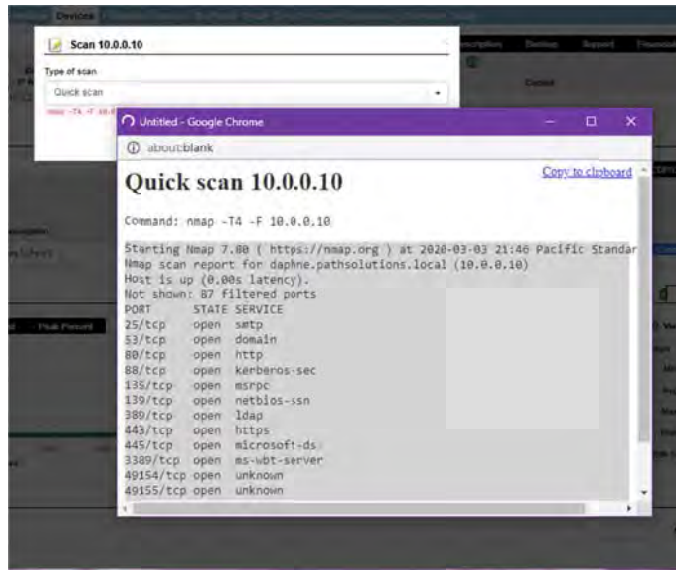 Devices
Scan 10.0.0.10
Type of scan
Quick scan
Untitled - Google Chrome
about:blank
Quick scan 10.0.0.10
Copy to clipboard
Command: nmap -T4 -F 10.0.0.10
Starting Nmap 7.80 ( https://nmap.org ) at 2020-03-03 21:46 Pacific Standar
Nmap scan report for daphne.pathsolutions.local (10.0.0.10)
Host is up (0.00s latency).
Not shown: 87 filtered ports
PORT STATE SERVICE
25/tcp open smtp
53/tcp open domain
80/tcp open http
88/tcp open kerberos-sec
135/tcp open msrpc
139/tcp open netbios-ssn
389/tcp open ldap
443/tcp open https
445/tcp open microsoft-ds
3389/tcp open ms-wbt-server
49154/tcp open unknown
49155/tcp open unknown
Peak Percent